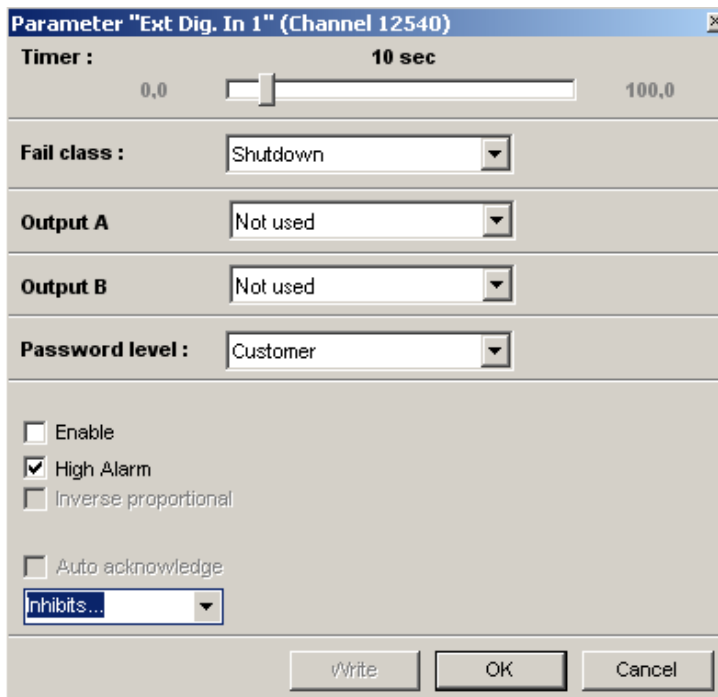 Parameter "Ext Dig. In 1" (Channel 12540)
Timer : 10 sec
0,0 100,0
Fail class : Shutdown
Output A Not used
Output B Not used
Password level : Customer
Enable
High Alarm
Inverse proportional
Auto acknowledge
Inhibits...
Write OK Cancel